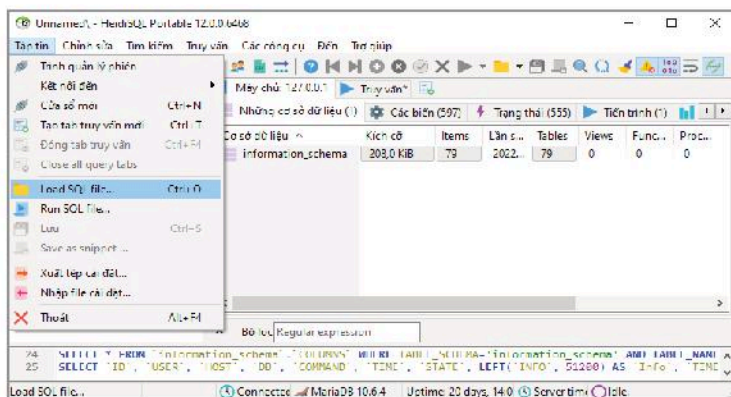 Unnamed\ - HeidiSQL Portable 12.0.0.6468
Tập tin Chỉnh sửa Tìm kiếm Truy vấn Các công cụ Đến Trợ giúp
Trình quản lý phiên
Kết nối đến
Cửa sổ mới Ctrl+N
Tạo tab truy vấn mới Ctrl+T
Đóng tab truy vấn Ctrl+F4
Close all query tabs
Load SQL file... Ctrl+O
Run SQL file...
Lưu Ctrl+S
Save as snippet ...
Xuất tệp cài đặt...
Nhập file cài đặt...
Thoát Alt+F4
Máy chủ: 127.0.0.1 Truy vấn*
Những cơ sở dữ liệu (1) Các biến (597) Trạng thái (555) Tiến trình (1)
Cơ sở dữ liệu Kích cỡ Items Lần s... Tables Views Func... Proc...
information_schema 208,0 KiB 79 2022... 79 0 0
Bộ lọc Regular expression
24 SELECT * FROM `information_schema`.`COLUMNS` WHERE TABLE_SCHEMA='information_schema' AND TABLE_NAME
25 SELECT `ID`, `USER`, `HOST`, `DB`, `COMMAND`, `TIME`, `STATE`, LEFT(`INFO`, 51200) AS `Info`, `TIME
Load SQL file... Connected MariaDB 10.6.4 Uptime: 20 days, 14:0 Server time Idle.